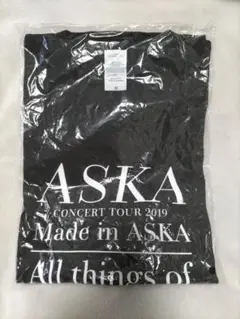 ASKA
CONCERT TOUR 2019
Made in ASKA
All things of